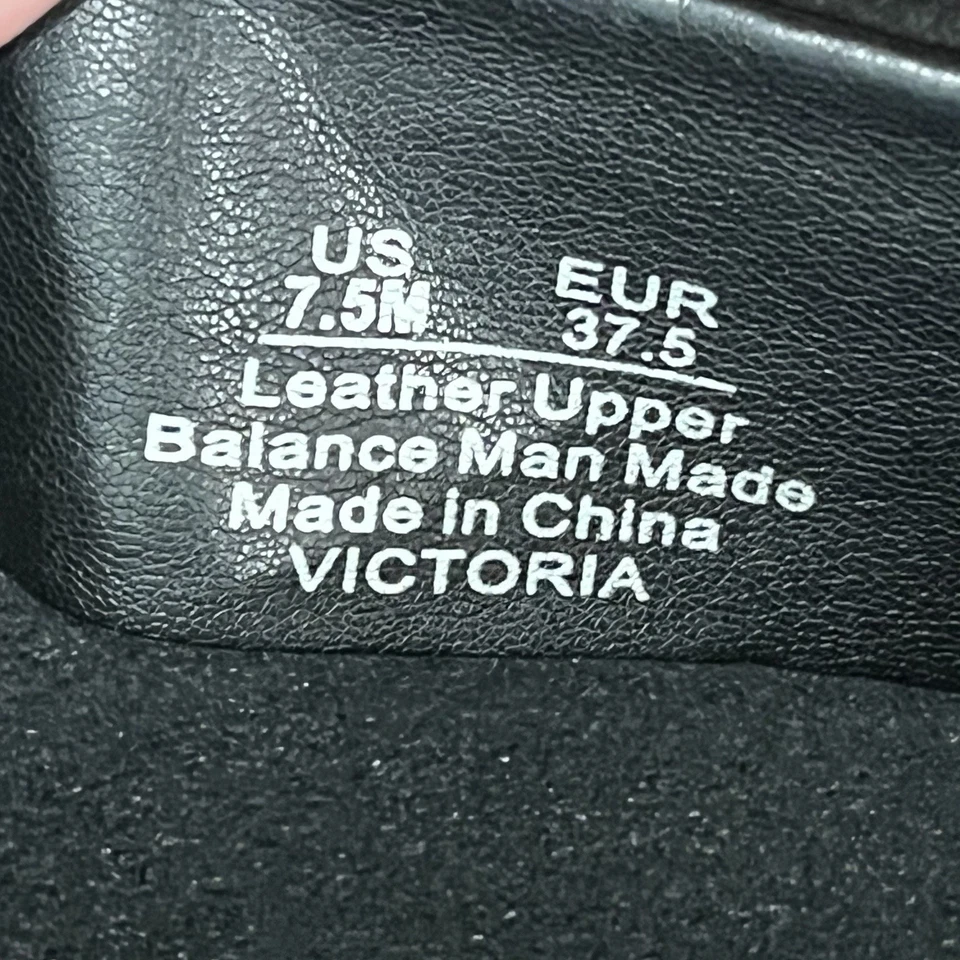 US EUR
7.5M 37.5
Leather Upper
Balance Man Made
Made in China
VICTORIA